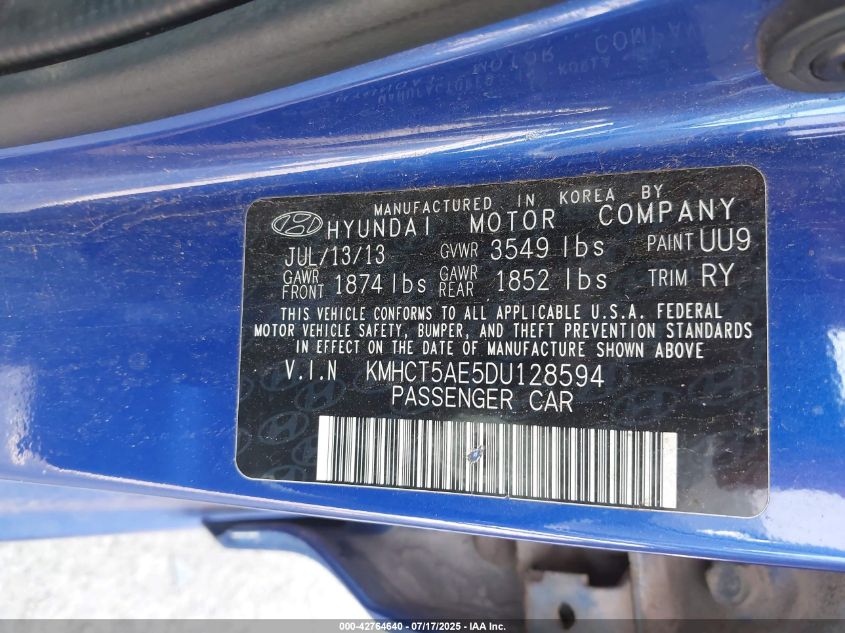 MANUFACTURED IN KOREA BY
HYUNDAI MOTOR COMPANY
JUL/13/13 GVWR 3549 lbs PAINT UU9
GAWR FRONT 1874 lbs GAWR REAR 1852 lbs TRIM RY
THIS VEHICLE CONFORMS TO ALL APPLICABLE U.S.A. FEDERAL
MOTOR VEHICLE SAFETY, BUMPER, AND THEFT PREVENTION STANDARDS
IN EFFECT ON THE DATE OF MANUFACTURE SHOWN ABOVE
V.I.N KMHCT5AE5DU128594
PASSENGER CAR
000-42764640 - 07/17/2025 - IAA Inc.